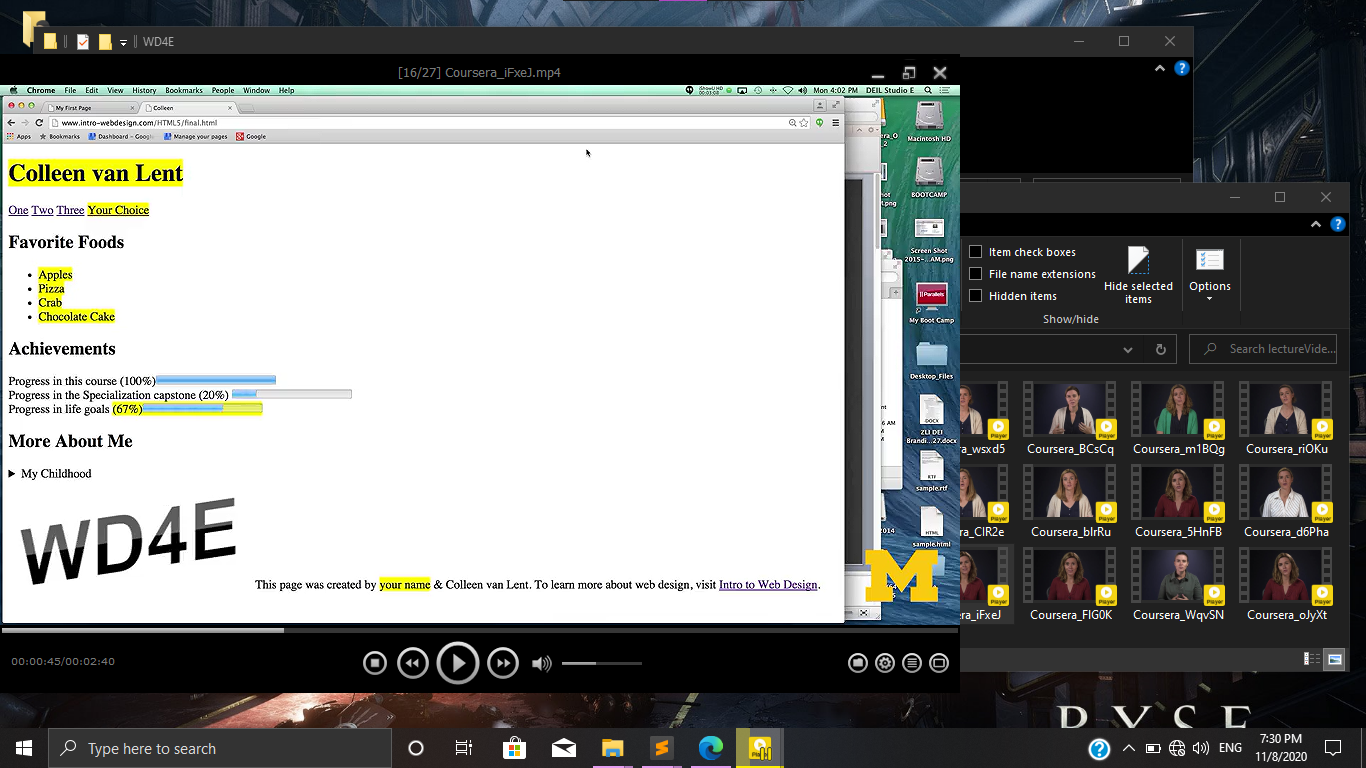 WD4E
[16/27] Coursera_iFxeJ.mp4
Chrome File Edit View History Bookmarks People Window Help
Mon 4:02 PM DEIL Studio E
My First Page
Colleen
www.intro-webdesign.com/HTML5/final.html
Apps Bookmarks Dashboard – Google Manage your pages Google
Colleen van Lent
One Two Three Your Choice
Favorite Foods
Apples
Pizza
Crab
Chocolate Cake
Achievements
Progress in this course (100%)
Progress in the Specialization capstone (20%)
Progress in life goals (67%)
More About Me
My Childhood
WD4E
This page was created by your name & Colleen van Lent. To learn more about web design, visit Intro to Web Design.
Macintosh HD
BOOTCAMP
Screen Shot
2015-...AM.png
Parallels
My Boot Camp
Desktop_Files
DOCX
ZLI DEI
Brandi...27.docx
RTF
sample.rtf
HTML
sample.html
M
00:00:45/00:02:40
Item check boxes
File name extensions
Hidden items
Hide selected
items
Options
Show/hide
Search lectureVide...
a_wsxd5
Coursera_BCsCq
Coursera_m1BQg
Coursera_riOKu
_ClR2e
Coursera_blrRu
Coursera_5HnFB
Coursera_d6Pha
_iFxeJ
Coursera_FlG0K
Coursera_WqvSN
Coursera_oJyXt
RYSE
Type here to search
ENG
7:30 PM
11/8/2020